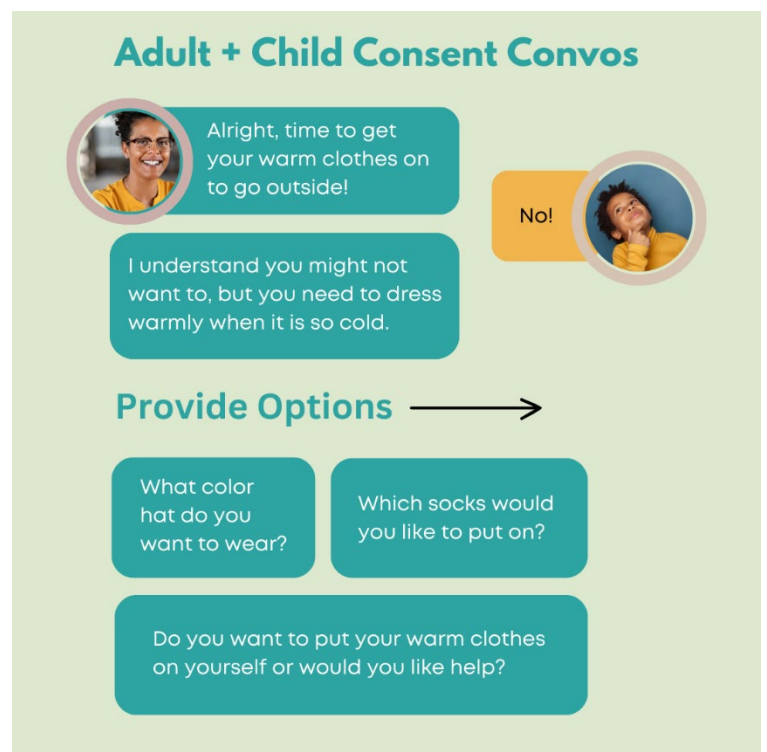 Adult + Child Consent Convos
Alright, time to get
your warm clothes on
to go outside!
No!
I understand you might not
want to, but you need to dress
warmly when it is so cold.
Provide Options
What color
hat do you
want to wear?
Which socks would
you like to put on?
Do you want to put your warm clothes
on yourself or would you like help?